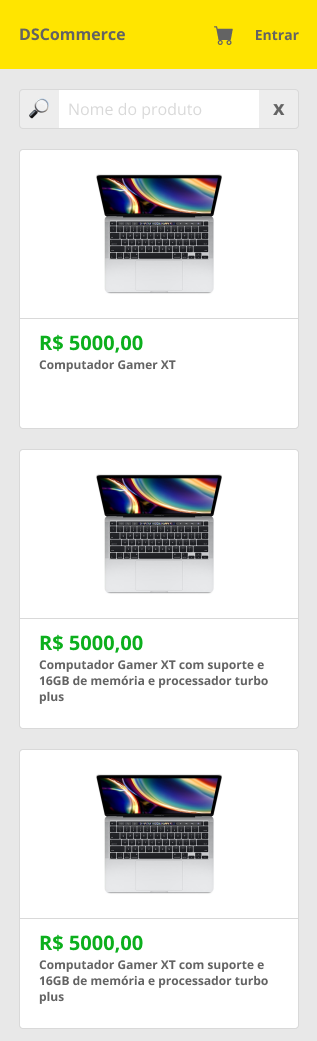 DSCommerce
Entrar
Nome do produto
X
R$ 5000,00
Computador Gamer XT
R$ 5000,00
Computador Gamer XT com suporte e
16GB de memória e processador turbo
plus
R$ 5000,00
Computador Gamer XT com suporte e
16GB de memória e processador turbo
plus